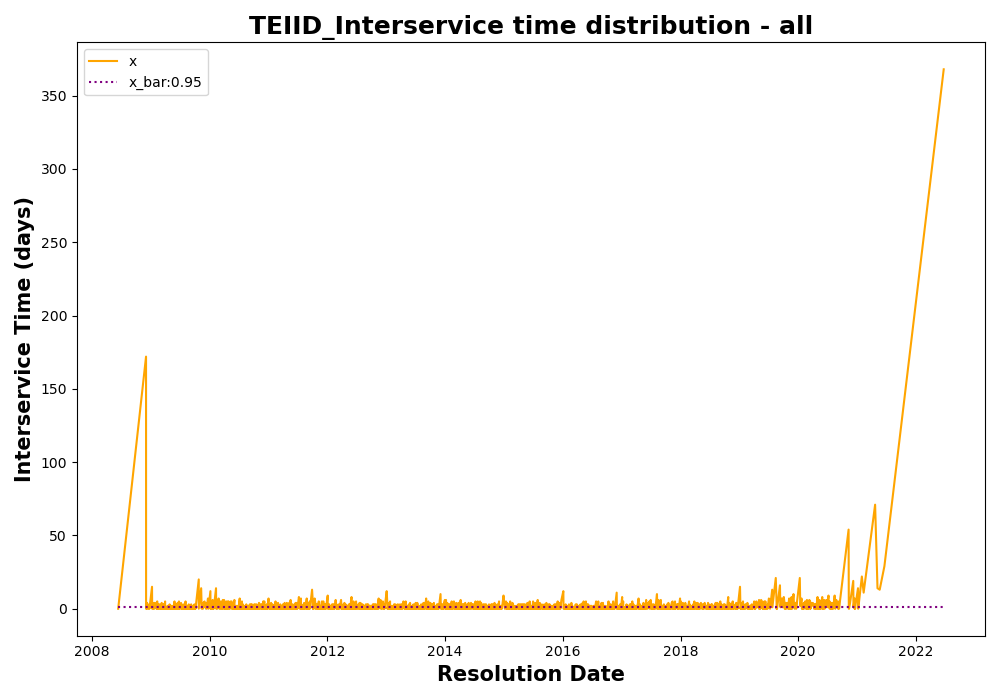 TEIID_Interservice time distribution - all
x
x_bar:0.95
Interservice Time (days)
350
300
250
200
150
100
50
0
2008 2010 2012 2014 2016 2018 2020 2022
Resolution Date